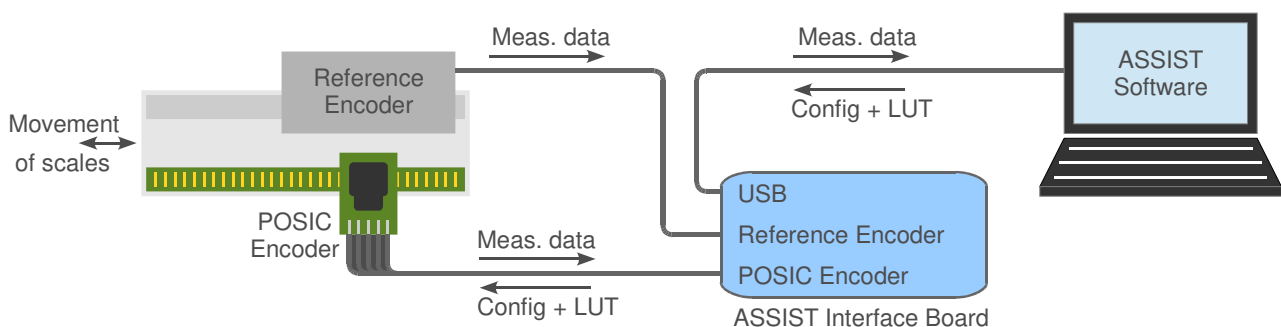 Meas. data
Meas. data
Reference
Encoder
ASSIST
Software
Config + LUT
Movement
of scales
USB
POSIC
Encoder
Reference Encoder
Meas. data
POSIC Encoder
Config + LUT
ASSIST Interface Board